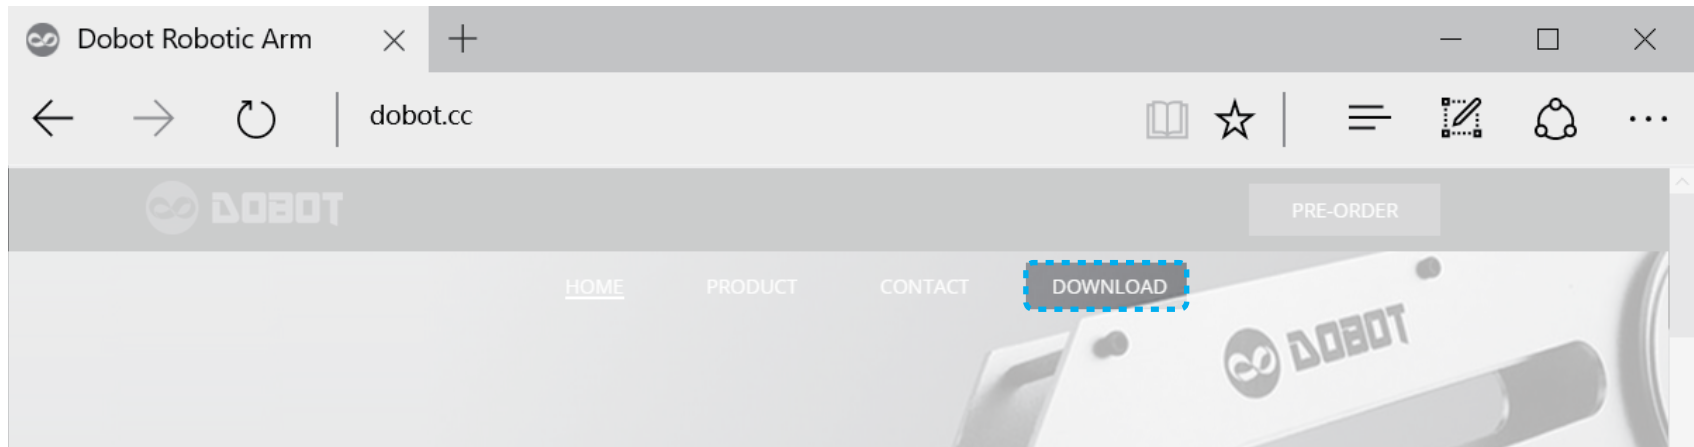 Dobot Robotic Arm
dobot.cc
DOBOT
PRE-ORDER
HOME PRODUCT CONTACT DOWNLOAD
DOBOT